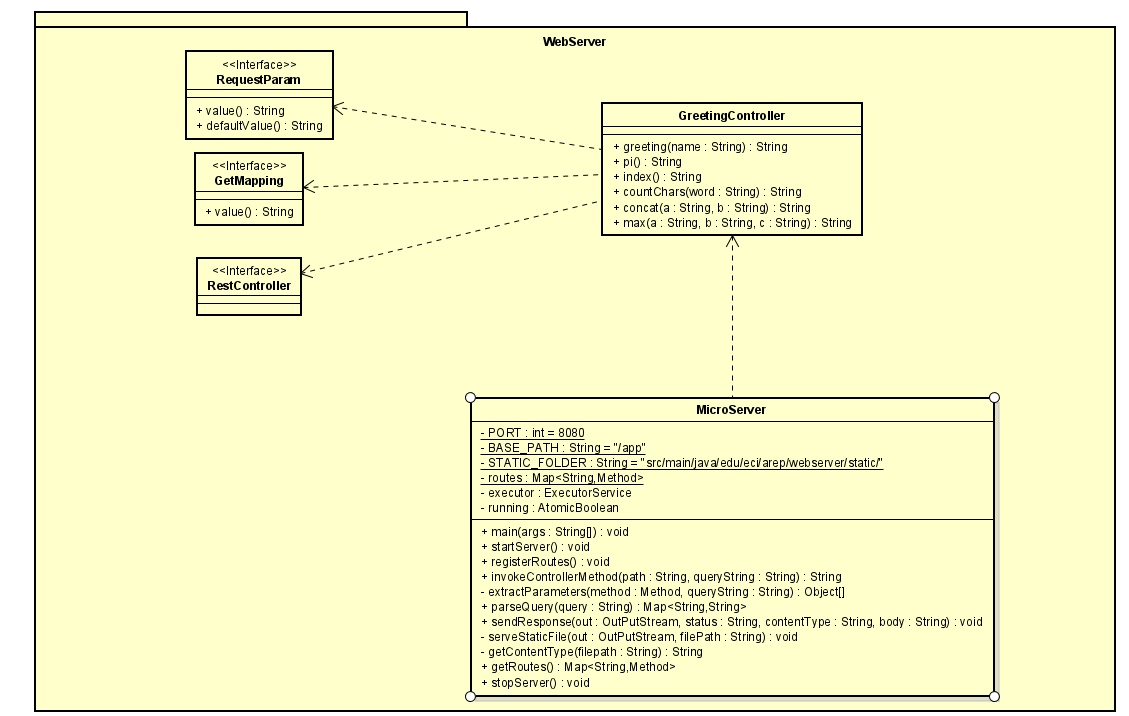 WebServer
<<Interface>>
RequestParam
+ value() : String
+ defaultValue() : String
<<Interface>>
GetMapping
+ value() : String
<<Interface>>
RestController
GreetingController
+ greeting(name : String) : String
+ pi() : String
+ index() : String
+ countChars(word : String) : String
+ concat(a : String, b : String) : String
+ max(a : String, b : String, c : String) : String
MicroServer
- PORT : int = 8080
- BASE_PATH : String = "/app"
- STATIC_FOLDER : String = "src/main/java/edu/eci/arep/webserver/static/"
- routes : Map<String,Method>
- executor : ExecutorService
- running : AtomicBoolean
+ main(args : String[]) : void
+ startServer() : void
+ registerRoutes() : void
+ invokeControllerMethod(path : String, queryString : String) : String
- extractParameters(method : Method, queryString : String) : Object[]
+ parseQuery(query : String) : Map<String,String>
+ sendResponse(out : OutPutStream, status : String, contentType : String, body : String) : void
- serveStaticFile(out : OutPutStream, filePath : String) : void
- getContentType(filepath : String) : String
+ getRoutes() : Map<String,Method>
+ stopServer() : void